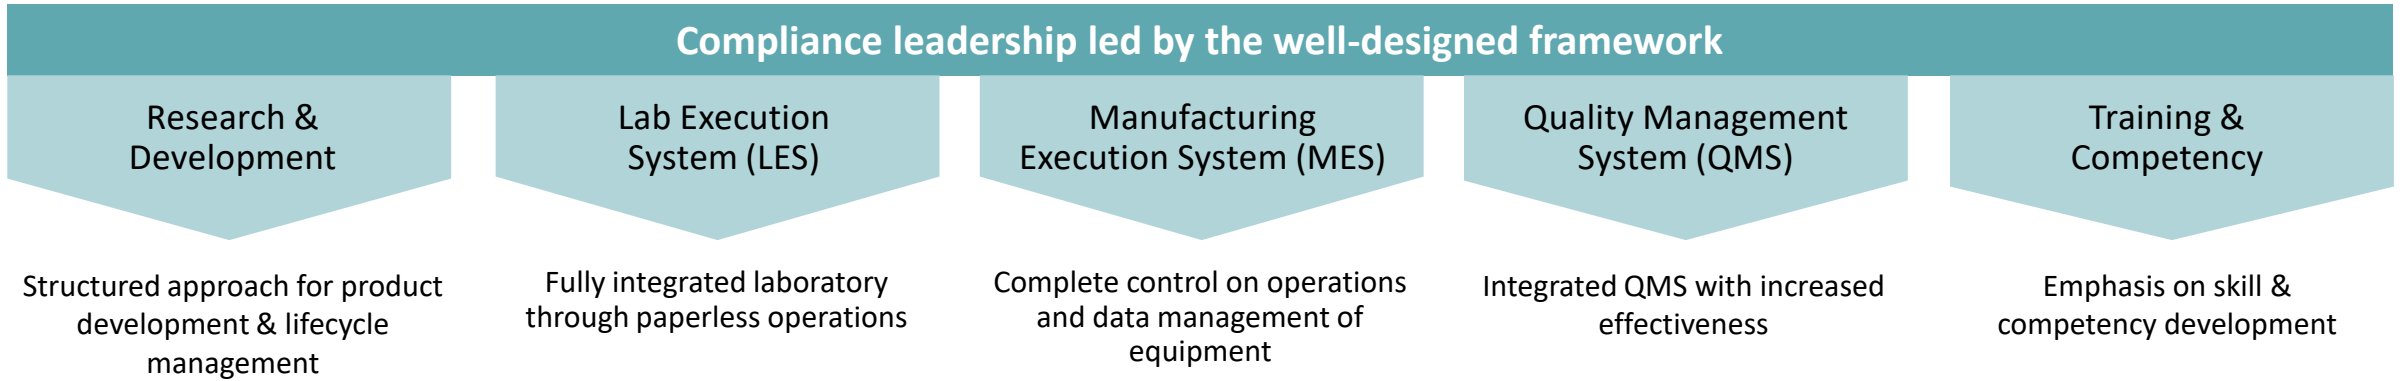 Compliance leadership led by the well-designed framework
Research &
Development
Structured approach for product
development & lifecycle
management
Lab Execution
System (LES)
Fully integrated laboratory
through paperless operations
Manufacturing
Execution System (MES)
Complete control on operations
and data management of
equipment
Quality Management
System (QMS)
Integrated QMS with increased
effectiveness
Training &
Competency
Emphasis on skill &
competency development